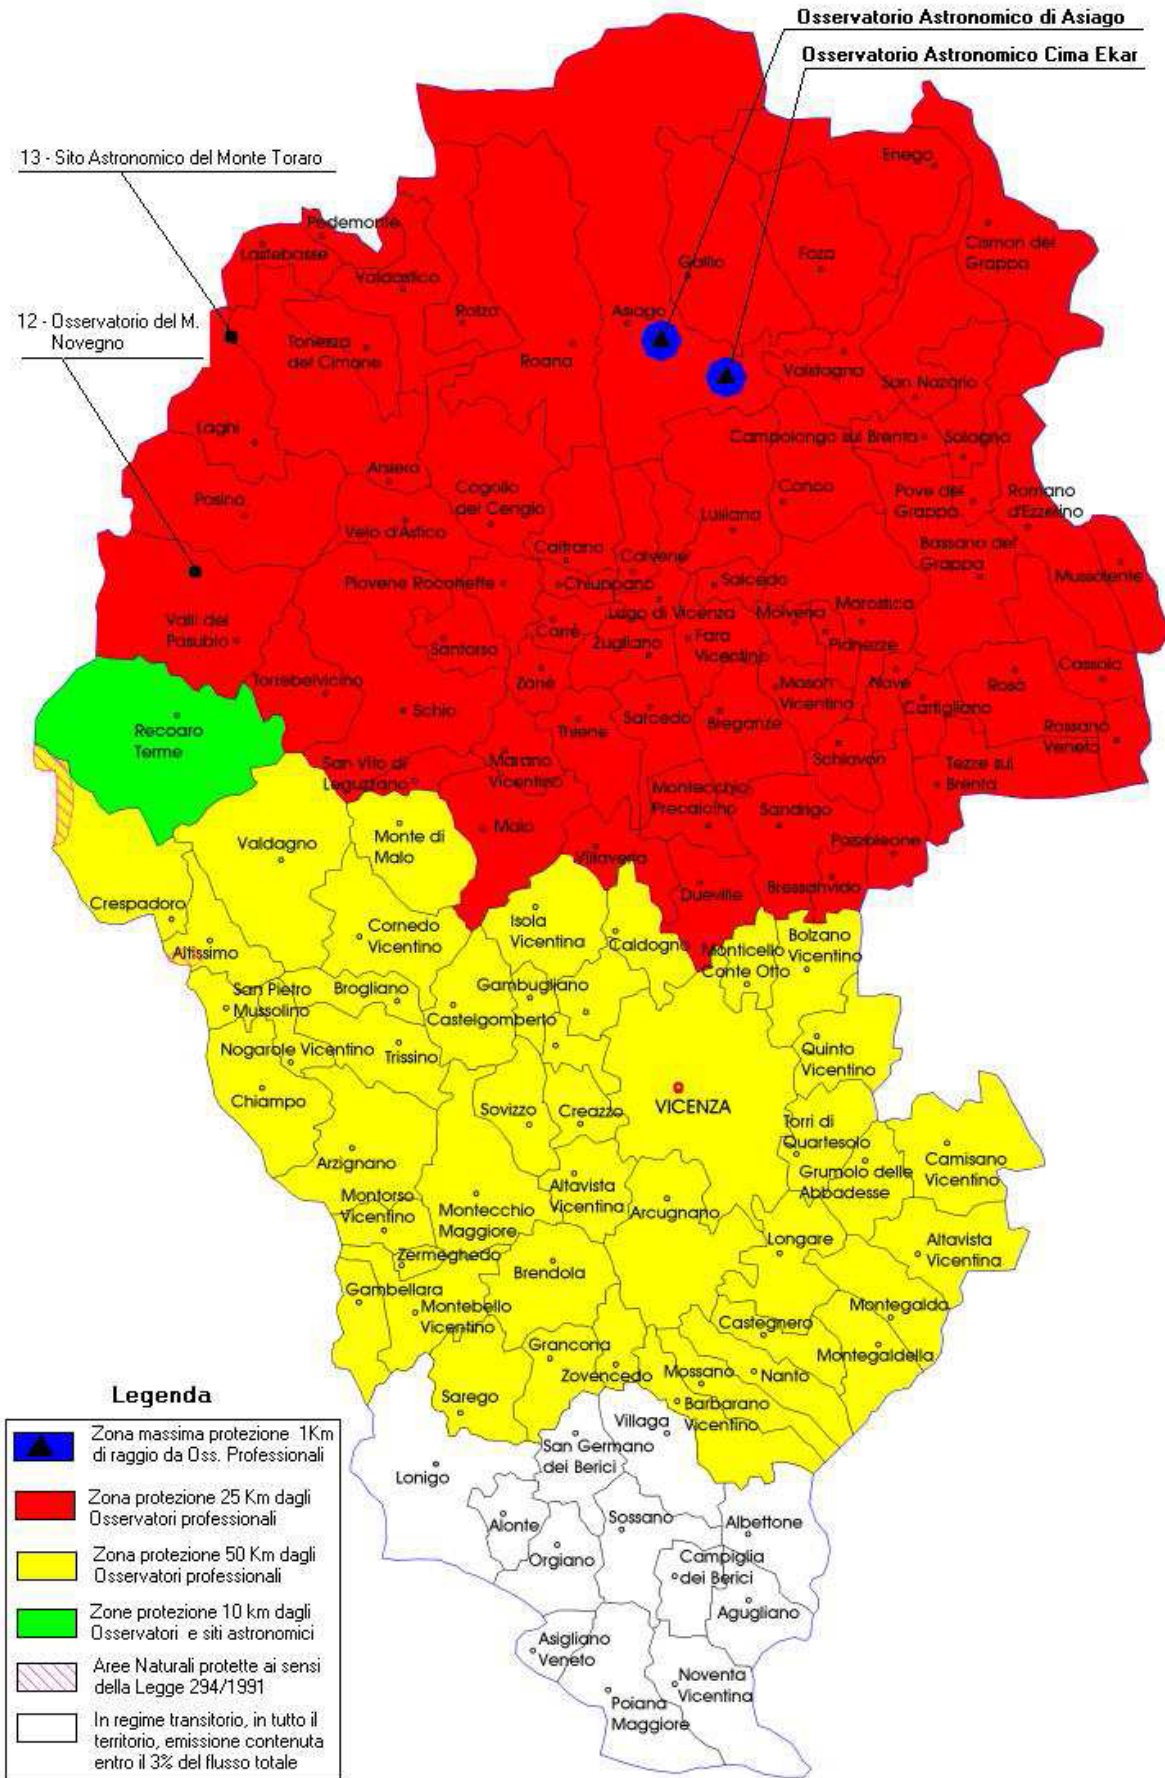 Osservatorio Astronomico di Asiago
Osservatorio Astronomico Cima Ekar
13 - Sito Astronomico del Monte Toraro
12 - Osservatorio del M.
Novegno
Enego
Pedemonte
Lastebasse
Valdastico
Cismon del
Grappa
Gallio
Foza
Rotzo
Asiago
Tonezza
del Cimone
Roana
Valstagna
San Nazario
Laghi
Campolongo sul Brenta
Solagna
Arsiero
Posina
Cogollo
del Cengio
Conco
Pove del
Grappa
Romano
d'Ezzelino
Velo d'Astico
Lusiana
Bassano del
Grappa
Caltrano
Calvene
Mussolente
Piovene Rocchette
Chiuppano
Salcedo
Lugo di Vicenza
Molvena
Marostica
Valli del
Pasubio
Carrè
Zugliano
Fara
Vicentino
Pianezze
Santorso
Cassola
Torrebelvicino
Zanè
Mason
Vicentino
Nove
Rosà
Schio
Sarcedo
Breganze
Cartigliano
Recoaro
Terme
Thiene
Rossano
Veneto
San Vito di
Leguzzano
Marano
Vicentino
Schiavon
Tezze sul
Brenta
Montecchio
Precalcino
Sandrigo
Valdagno
Monte di
Malo
Malo
Pozzoleone
Villaverla
Dueville
Bressanvido
Crespadoro
Isola
Vicentina
Cornedo
Vicentino
Caldogno
Monticello
Conte Otto
Bolzano
Vicentino
Altissimo
San Pietro
Mussolino
Brogliano
Gambugliano
Castelgomberto
Nogarole Vicentino
Trissino
Quinto
Vicentino
Chiampo
Sovizzo
Creazzo
VICENZA
Torri di
Quartesolo
Arzignano
Grumolo delle
Abbadesse
Camisano
Vicentino
Montorso
Vicentino
Montecchio
Maggiore
Altavista
Vicentina
Arcugnano
Longare
Altavista
Vicentina
Zermeghedo
Brendola
Gambellara
Montebello
Vicentino
Montegalda
Castegnero
Grancona
Montegaldella
Zovencedo
Mossano
Nanto
Sarego
Barbarano
Vicentino
Villaga
San Germano
dei Berici
Lonigo
Alonte
Sossano
Albettone
Orgiano
Campiglia
dei Berici
Agugliano
Asigliano
Veneto
Noventa
Vicentina
Poiana
Maggiore
Legenda
Zona massima protezione 1Km
di raggio da Oss. Professionali
Zona protezione 25 Km dagli
Osservatori professionali
Zona protezione 50 Km dagli
Osservatori professionali
Zone protezione 10 km dagli
Osservatori e siti astronomici
Aree Naturali protette ai sensi
della Legge 294/1991
In regime transitorio, in tutto il
territorio, emissione contenuta
entro il 3% del flusso totale